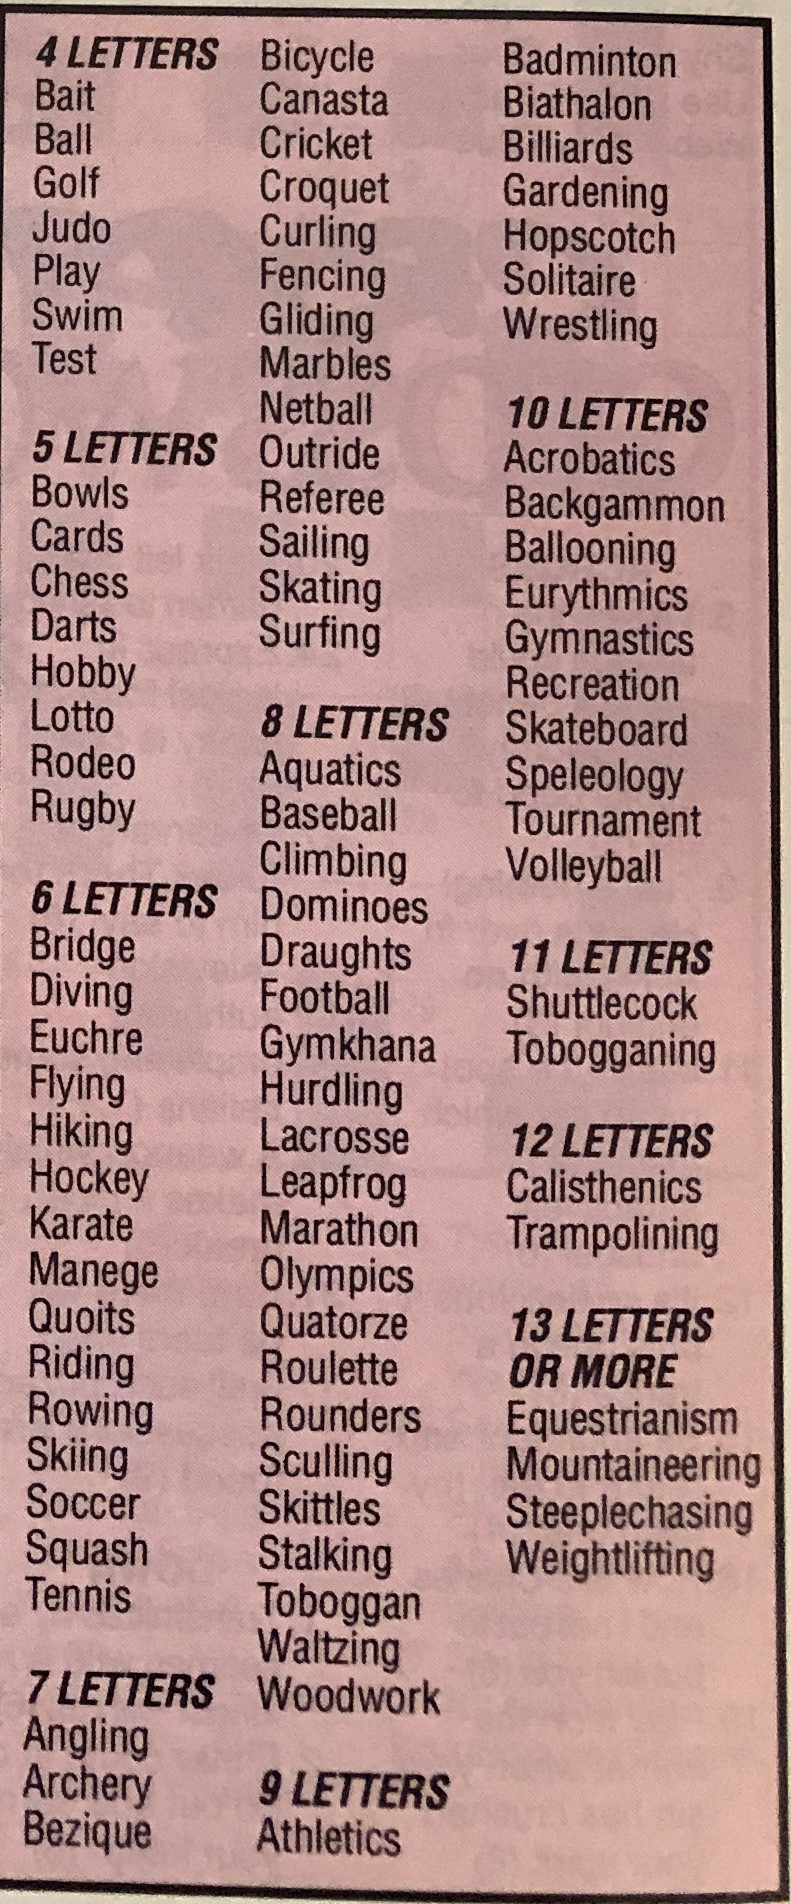 4 LETTERS
Bait
Ball
Golf
Judo
Play
Swim
Test
5 LETTERS
Bowls
Cards
Chess
Darts
Hobby
Lotto
Rodeo
Rugby
6 LETTERS
Bridge
Diving
Euchre
Flying
Hiking
Hockey
Karate
Manege
Quoits
Riding
Rowing
Skiing
Soccer
Squash
Tennis
7 LETTERS
Angling
Archery
Bezique
Bicycle
Canasta
Cricket
Croquet
Curling
Fencing
Gliding
Marbles
Netball
Outride
Referee
Sailing
Skating
Surfing
8 LETTERS
Aquatics
Baseball
Climbing
Dominoes
Draughts
Football
Gymkhana
Hurdling
Lacrosse
Leapfrog
Marathon
Olympics
Quatorze
Roulette
Rounders
Sculling
Skittles
Stalking
Toboggan
Waltzing
Woodwork
9 LETTERS
Athletics
Badminton
Biathalon
Billiards
Gardening
Hopscotch
Solitaire
Wrestling
10 LETTERS
Acrobatics
Backgammon
Ballooning
Eurythmics
Gymnastics
Recreation
Skateboard
Speleology
Tournament
Volleyball
11 LETTERS
Shuttlecock
Tobogganing
12 LETTERS
Calisthenics
Trampolining
13 LETTERS
OR MORE
Equestrianism
Mountaineering
Steeplechasing
Weightlifting